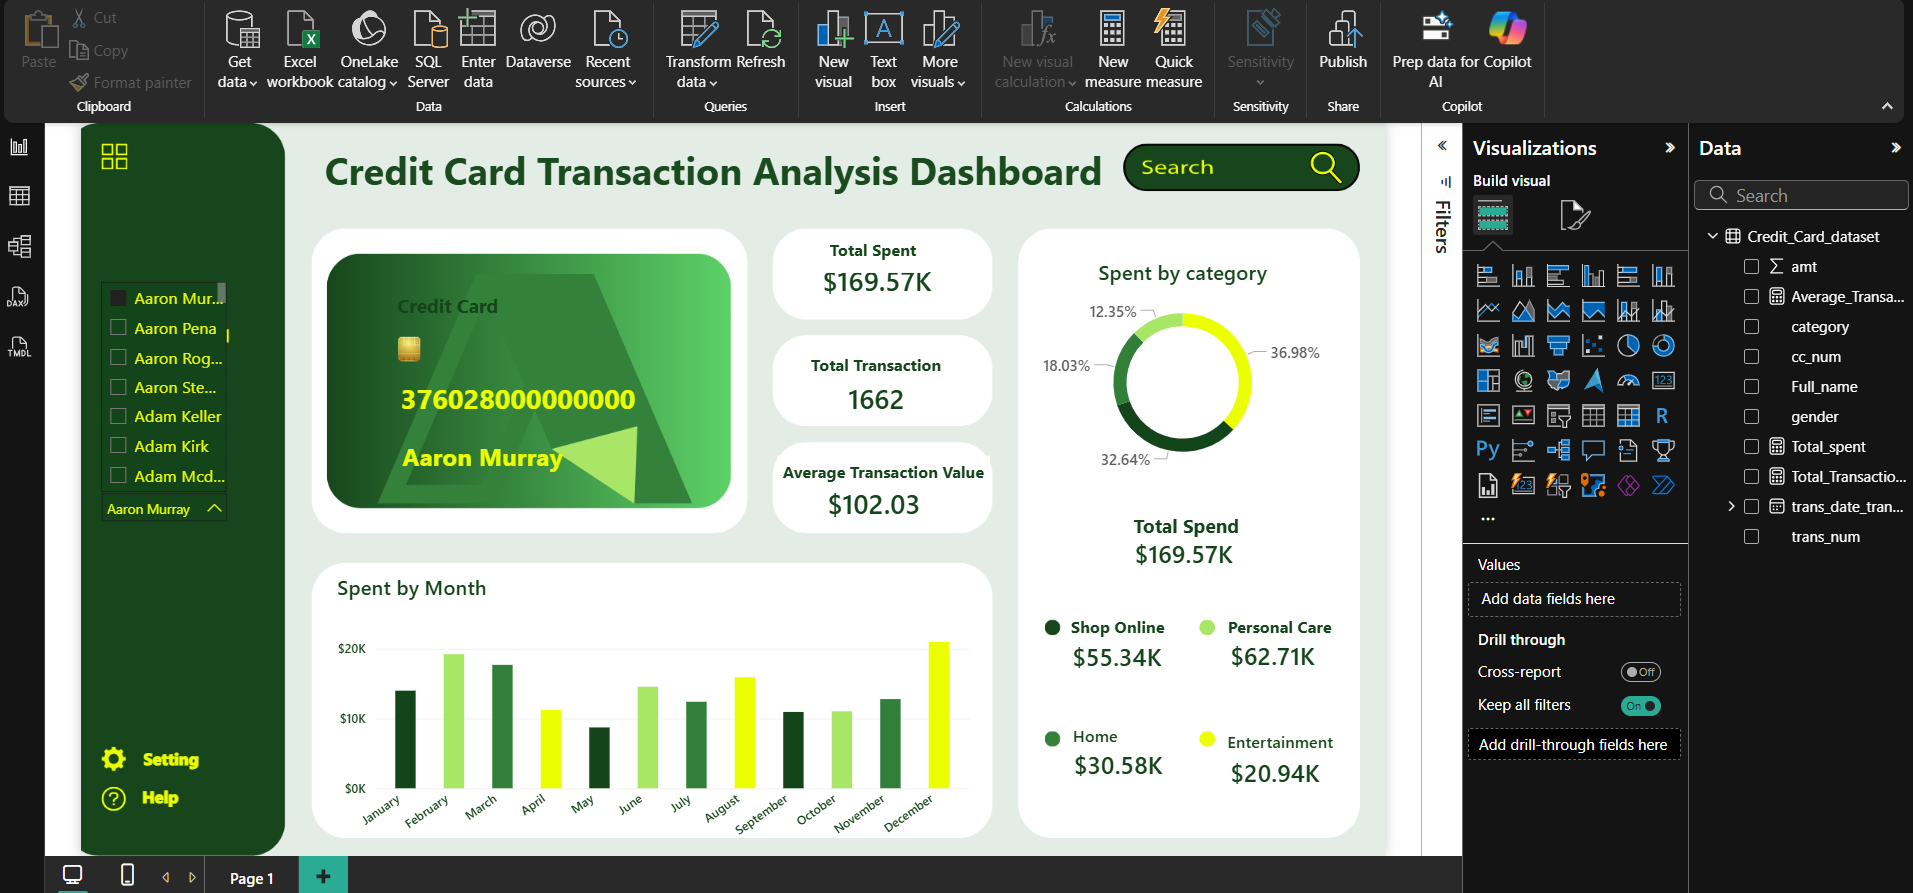 Paste
Cut
Copy
Format painter
Clipboard
Get data
Excel workbook
OneLake catalog
SQL Server
Enter data
Dataverse
Recent sources
Data
Transform data
Refresh
Queries
New visual
Text box
More visuals
Insert
New visual calculation
New measure
Quick measure
Calculations
Sensitivity
Sensitivity
Publish
Share
Prep data for AI
Copilot
Copilot
DAX
TMDL
Credit Card Transaction Analysis Dashboard
Search
Aaron Mur...
Aaron Pena
Aaron Rog...
Aaron Ste...
Adam Keller
Adam Kirk
Adam Mcd...
Aaron Murray
Setting
Help
Credit Card
376028000000000
Aaron Murray
Total Spent
$169.57K
Total Transaction
1662
Average Transaction Value
$102.03
Spent by category
12.35%
36.98%
18.03%
32.64%
Total Spend
$169.57K
Shop Online
$55.34K
Personal Care
$62.71K
Home
$30.58K
Entertainment
$20.94K
Spent by Month
$20K
$10K
$0K
January
February
March
April
May
June
July
August
September
October
November
December
Filters
Visualizations
Build visual
123
R
Py
123
...
Values
Add data fields here
Drill through
Cross-report
Off
Keep all filters
On
Add drill-through fields here
Data
Search
Credit_Card_dataset
amt
Average_Transa...
category
cc_num
Full_name
gender
Total_spent
Total_Transactio...
trans_date_tran...
trans_num
Page 1